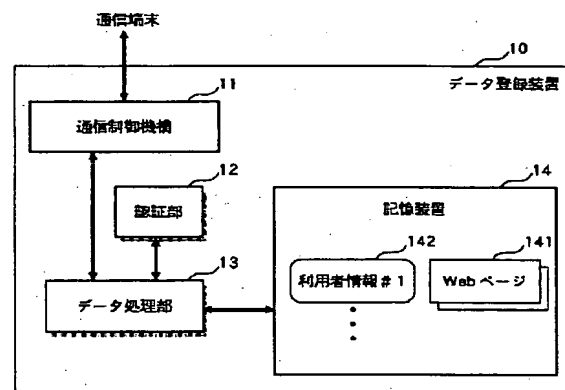 通信端末
10
データ登録装置
11
通信制御機構
12
認証部
13
データ処理部
14
記憶装置
142
141
利用者情報#1
Webページ